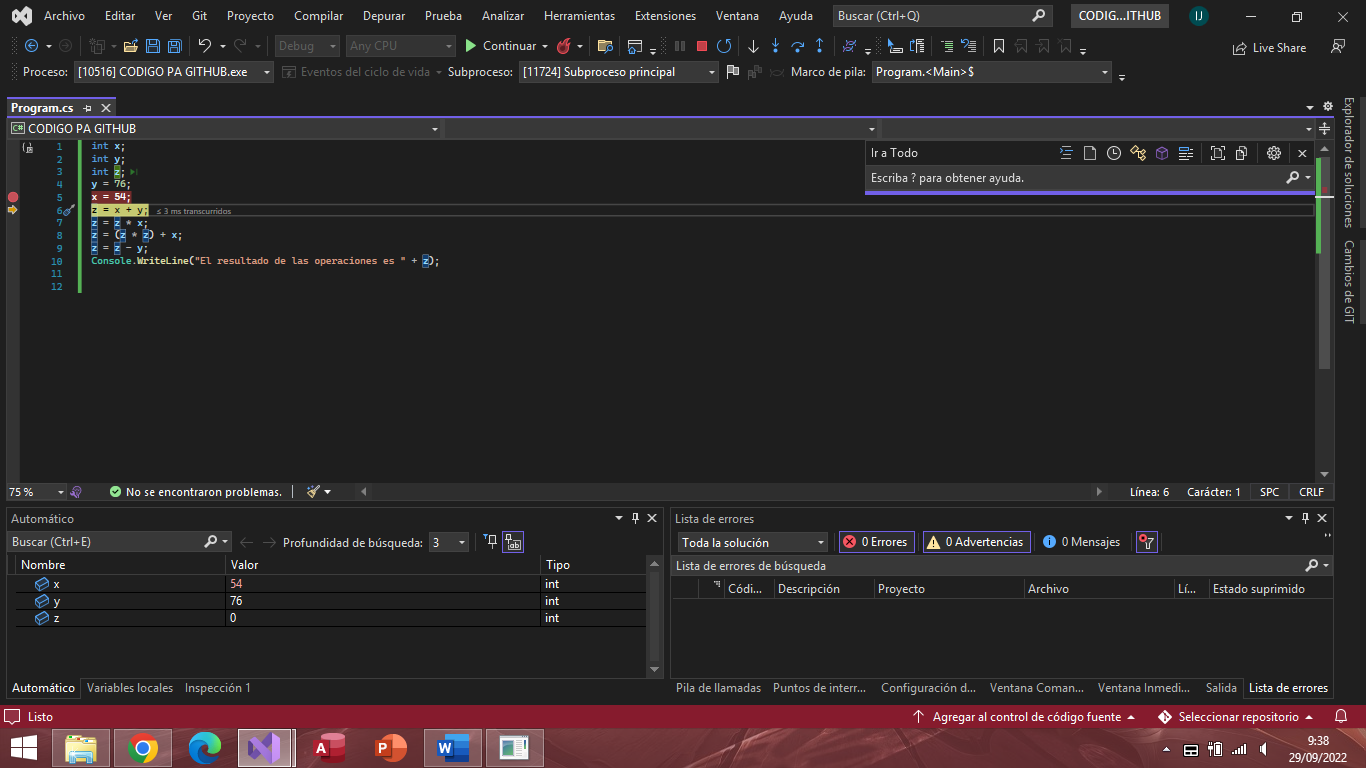 Archivo Editar Ver Git Proyecto Compilar Depurar Prueba Analizar Herramientas Extensiones Ventana Ayuda Buscar (Ctrl+Q) CODIG...ITHUB IJ
Debug Any CPU Continuar Live Share
Proceso: [10516] CODIGO PA GITHUB.exe Eventos del ciclo de vida Subproceso: [11724] Subproceso principal Marco de pila: Program.<Main>$
Program.cs
C# CODIGO PA GITHUB
Ir a Todo
Escriba ? para obtener ayuda.
1 int x;
2 int y;
3 int z;
4 y = 76;
5 x = 54;
6 z = x + y; ≤ 3 ms transcurridos
7 z = z * x;
8 z = (z * z) + x;
9 z = z - y;
10 Console.WriteLine("El resultado de las operaciones es " + z);
11
12
Explorador de soluciones
Cambios de GIT
75 % No se encontraron problemas. Línea: 6 Carácter: 1 SPC CRLF
Automático
Buscar (Ctrl+E) Profundidad de búsqueda: 3
Nombre Valor Tipo
x 54 int
y 76 int
z 0 int
Automático Variables locales Inspección 1
Lista de errores
Toda la solución 0 Errores 0 Advertencias 0 Mensajes
Lista de errores de búsqueda
Códi... Descripción Proyecto Archivo Lí... Estado suprimido
Pila de llamadas Puntos de interr... Configuración d... Ventana Coman... Ventana Inmedi... Salida Lista de errores
Listo Agregar al control de código fuente Seleccionar repositorio
9:38
29/09/2022